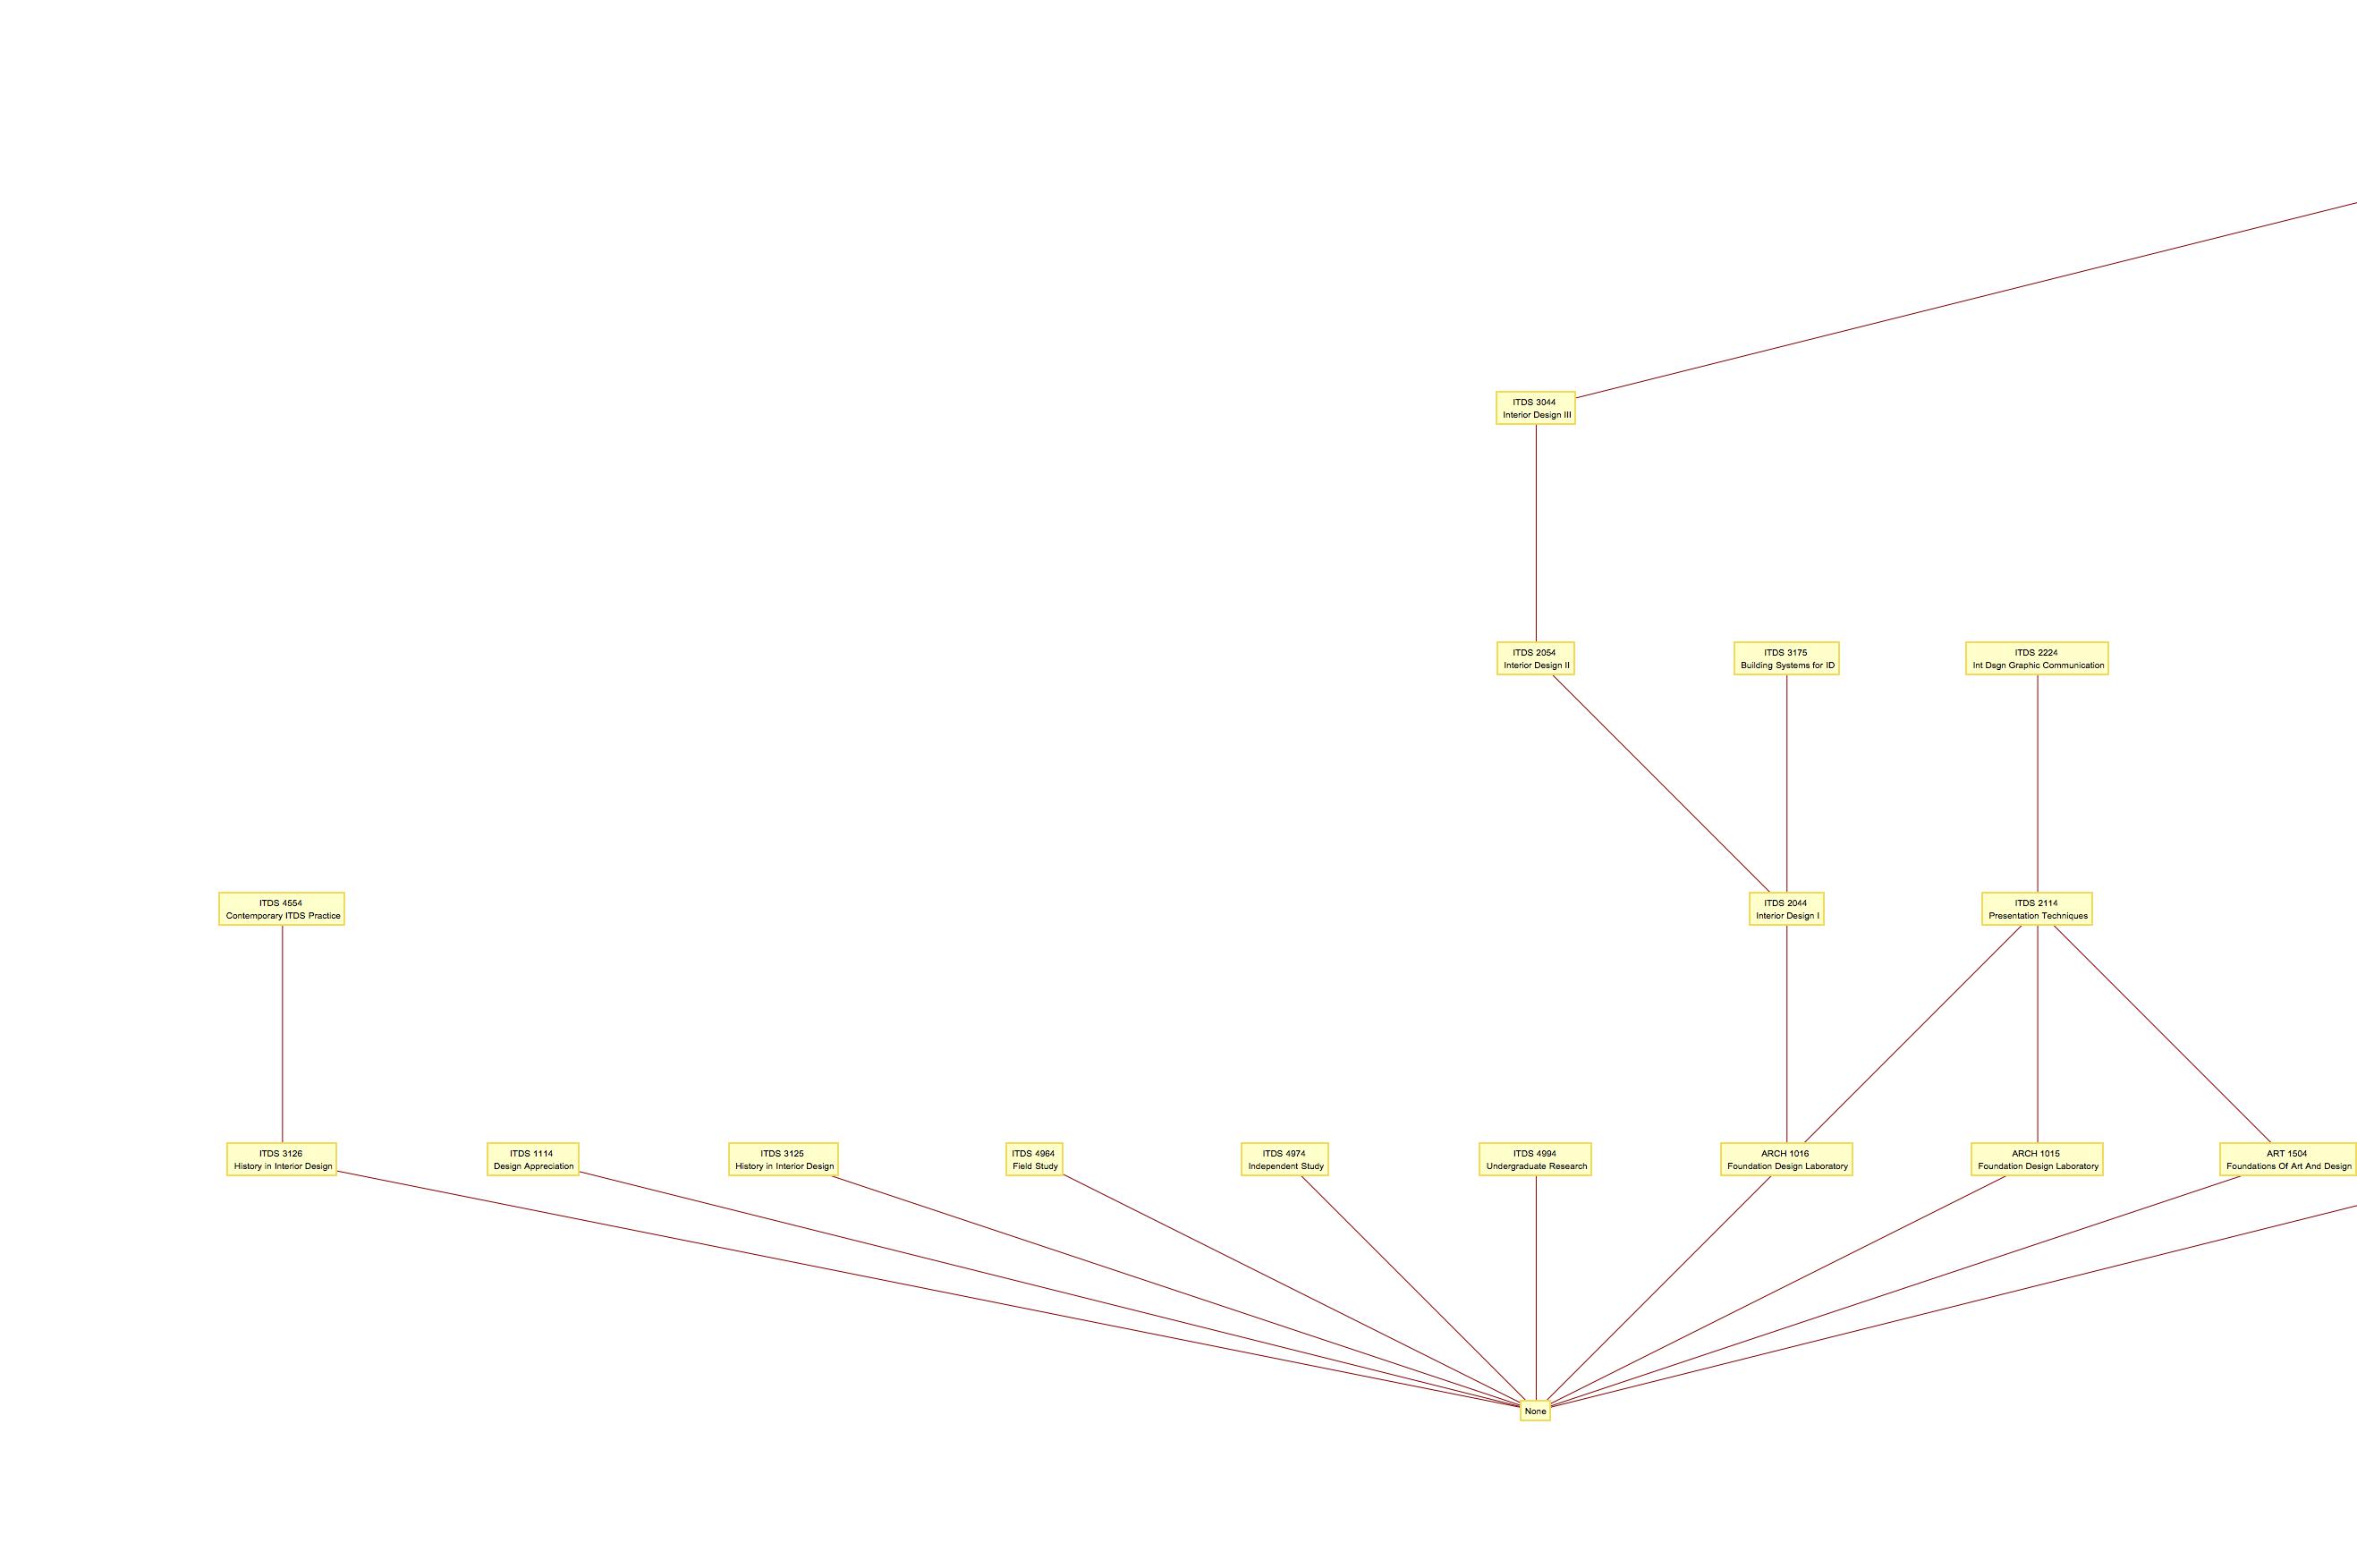 ITDS 3044
Interior Design III
ITDS 2054
Interior Design II
ITDS 3175
Building Systems for ID
ITDS 2224
Int Dsgn Graphic Communication
ITDS 4554
Contemporary ITDS Practice
ITDS 2044
Interior Design I
ITDS 2114
Presentation Techniques
ITDS 3126
History in Interior Design
ITDS 1114
Design Appreciation
ITDS 3125
History in Interior Design
ITDS 4964
Field Study
ITDS 4974
Independent Study
ITDS 4994
Undergraduate Research
ARCH 1016
Foundation Design Laboratory
ARCH 1015
Foundation Design Laboratory
ART 1504
Foundations Of Art And Design
None